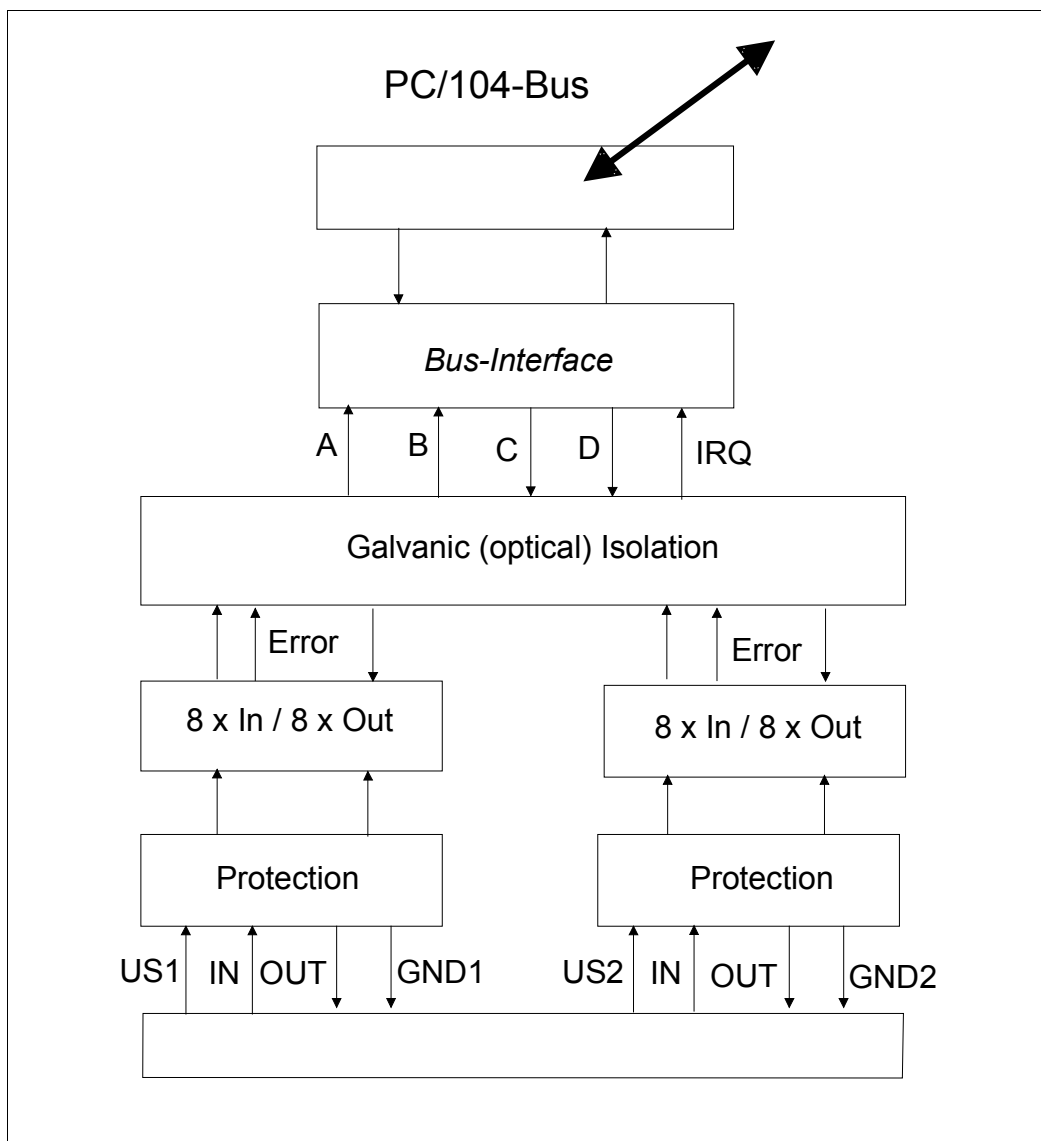 PC/104-Bus
Bus-Interface
A B C D IRQ
Galvanic (optical) Isolation
Error Error
8 x In / 8 x Out 8 x In / 8 x Out
Protection Protection
US1 IN OUT GND1 US2 IN OUT GND2